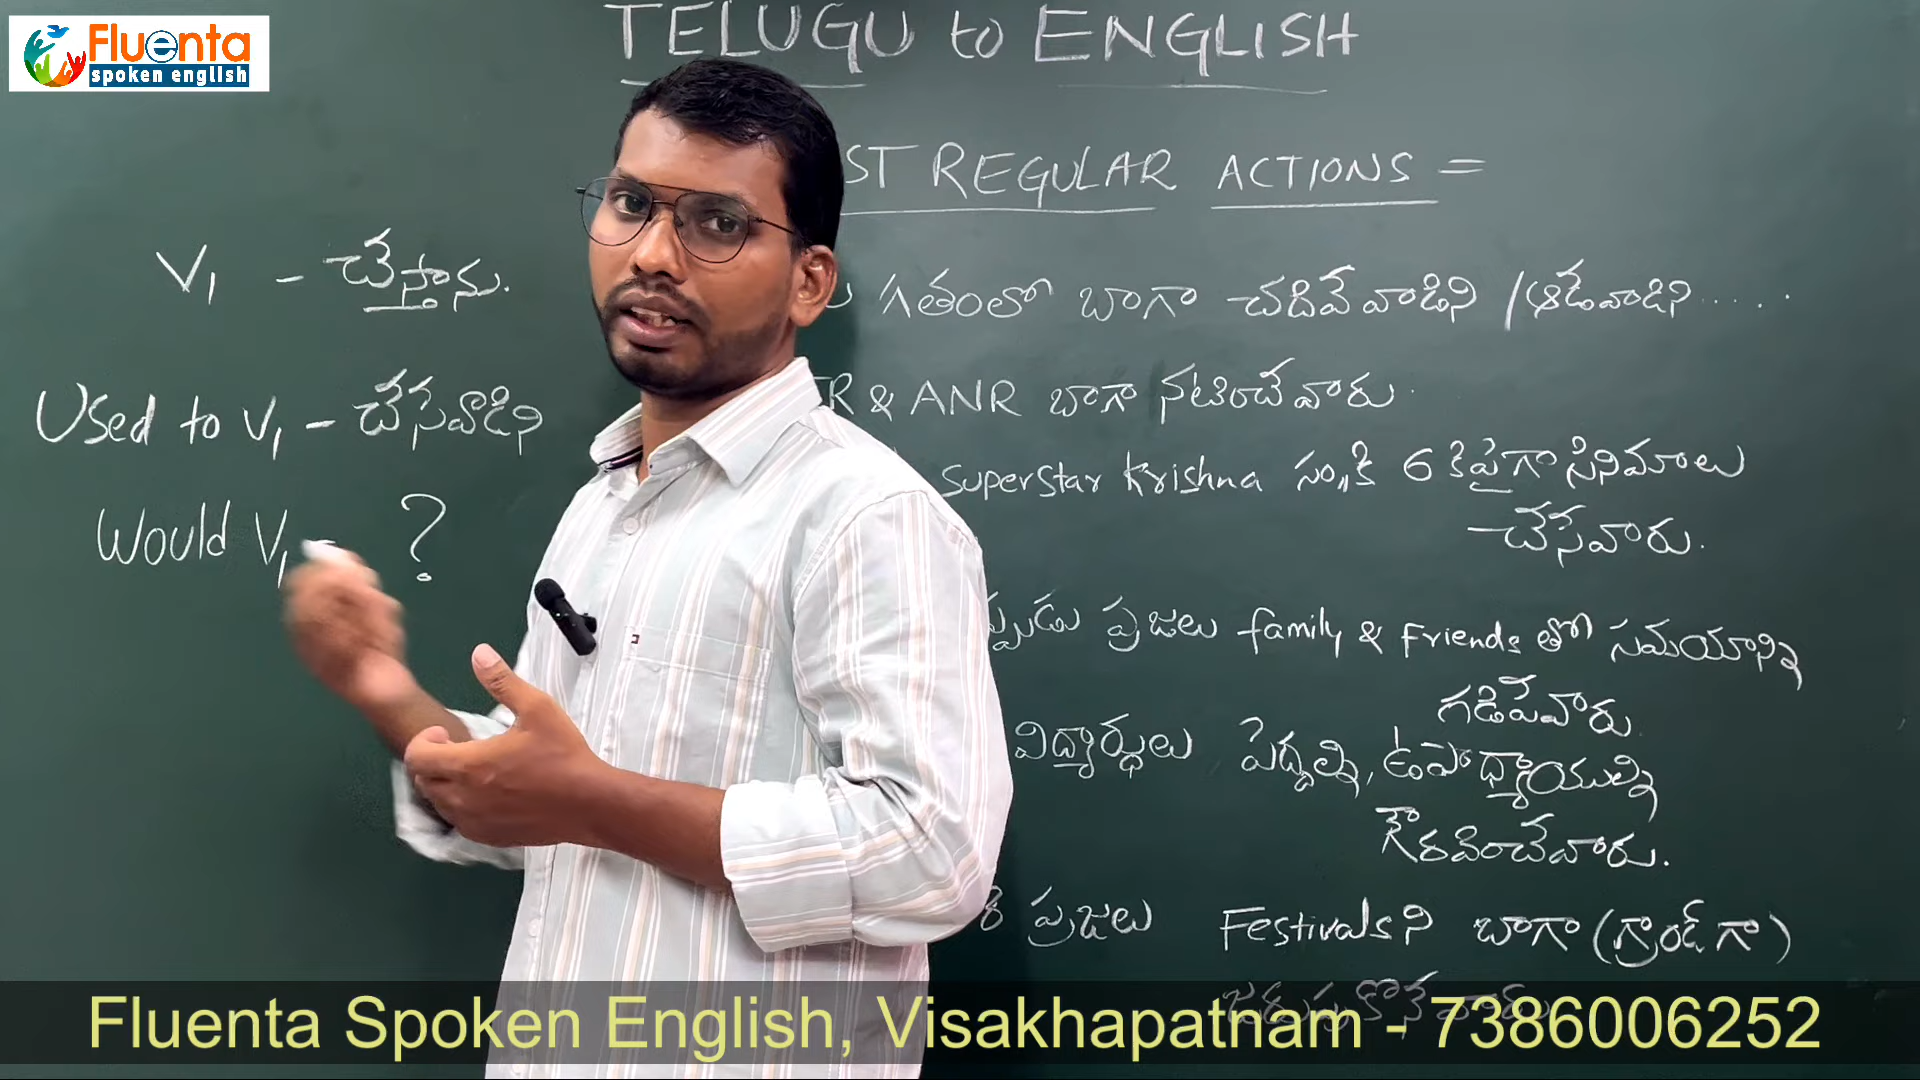 Fluenta
spoken english
TELUGU to ENGLISH
ST REGULAR ACTIONS =
V1 - చేస్తాను.
గతంలో బాగా చదివేవాడిని / ఆడేవాడిని.....
Used to V1 - చేసేవాడిని
R & ANR బాగా నటించేవారు.
Superstar Krishna సం,,కి 6 కిపైగా సినిమాలు
చేసేవారు.
Would V1 - ?
ప్పుడు ప్రజలు family & Friends తో సమయాన్ని
గడిపేవారు.
విద్యార్థులు పెద్దల్ని, ఉపాధ్యాయుల్ని
గౌరవించేవారు.
ప్రజలు Festivals ని బాగా (గ్రాండ్ గా)
జరుపుకొనేవారు
Fluenta Spoken English, Visakhapatnam - 7386006252